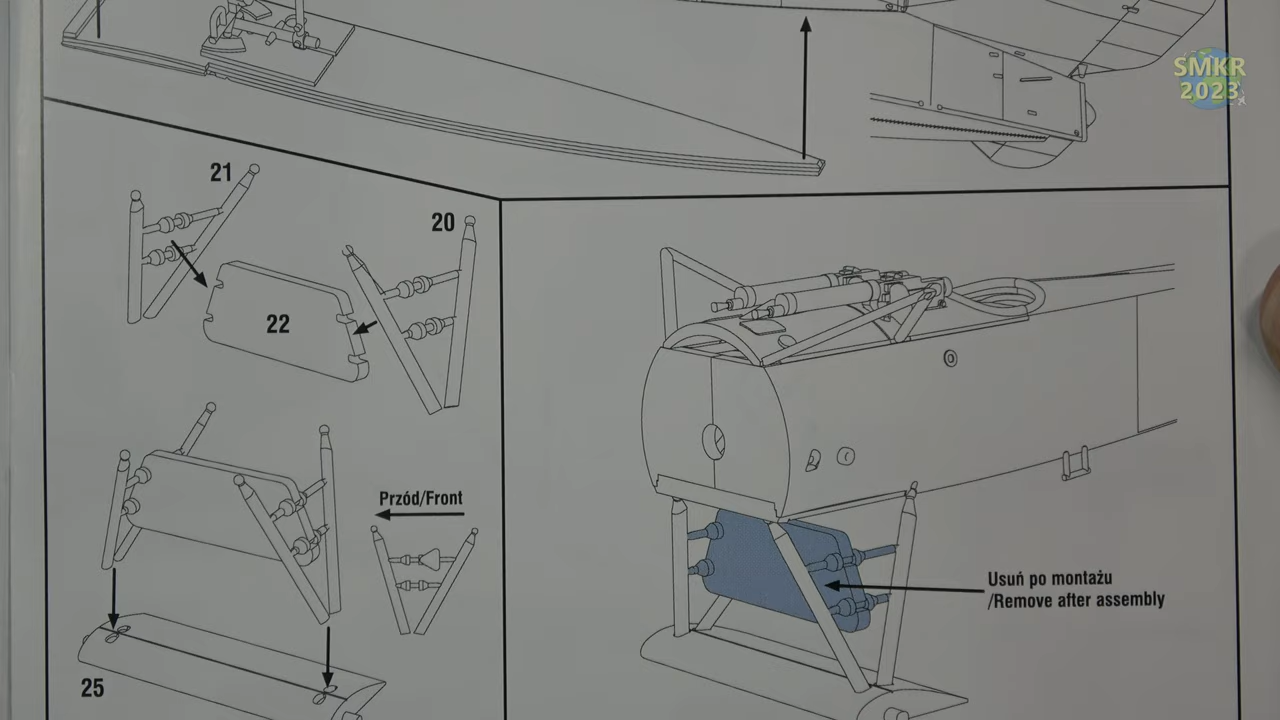 SMKR
2023
21
20
22
Przód/Front
Usuń po montażu
/Remove after assembly
25